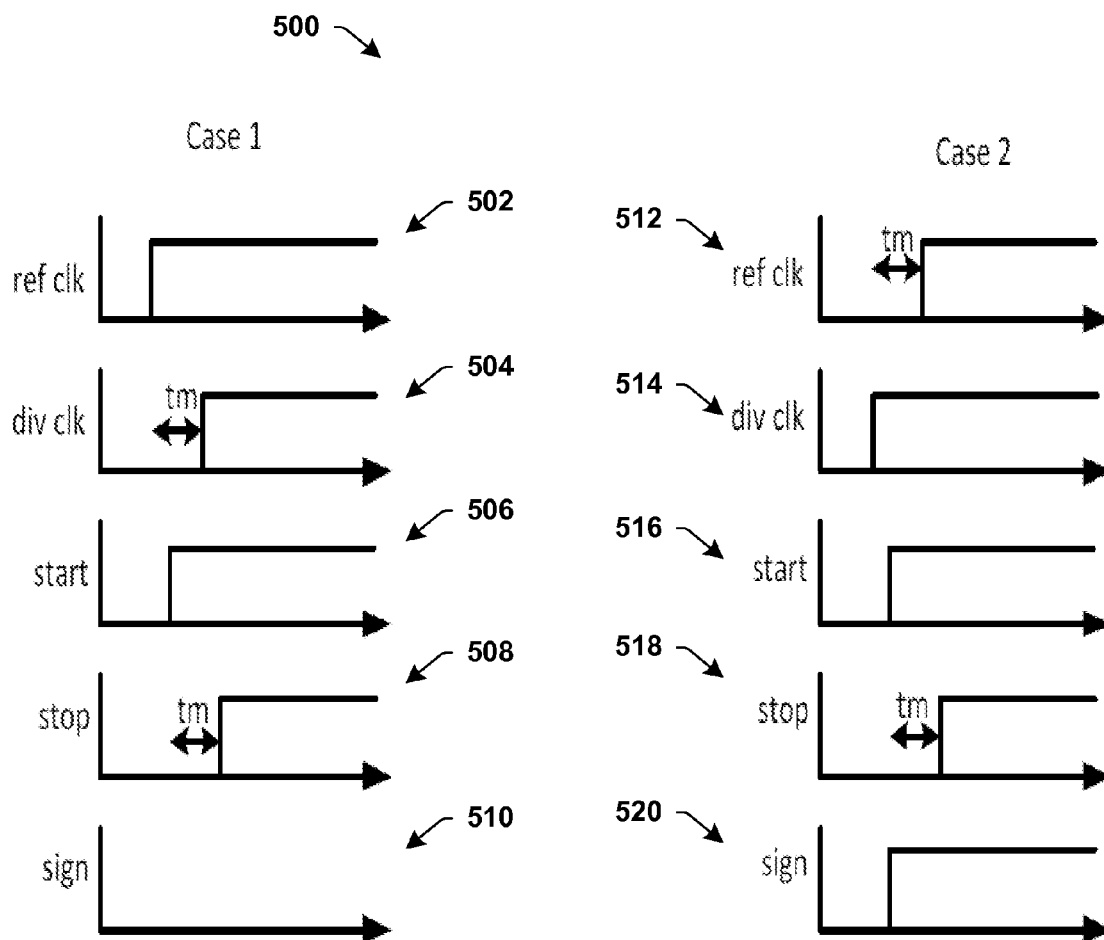 500
Case 1
502
ref clk
504
tm
div clk
506
start
508
tm
stop
510
sign
Case 2
512
tm
ref clk
514
div clk
516
start
518
tm
stop
520
sign